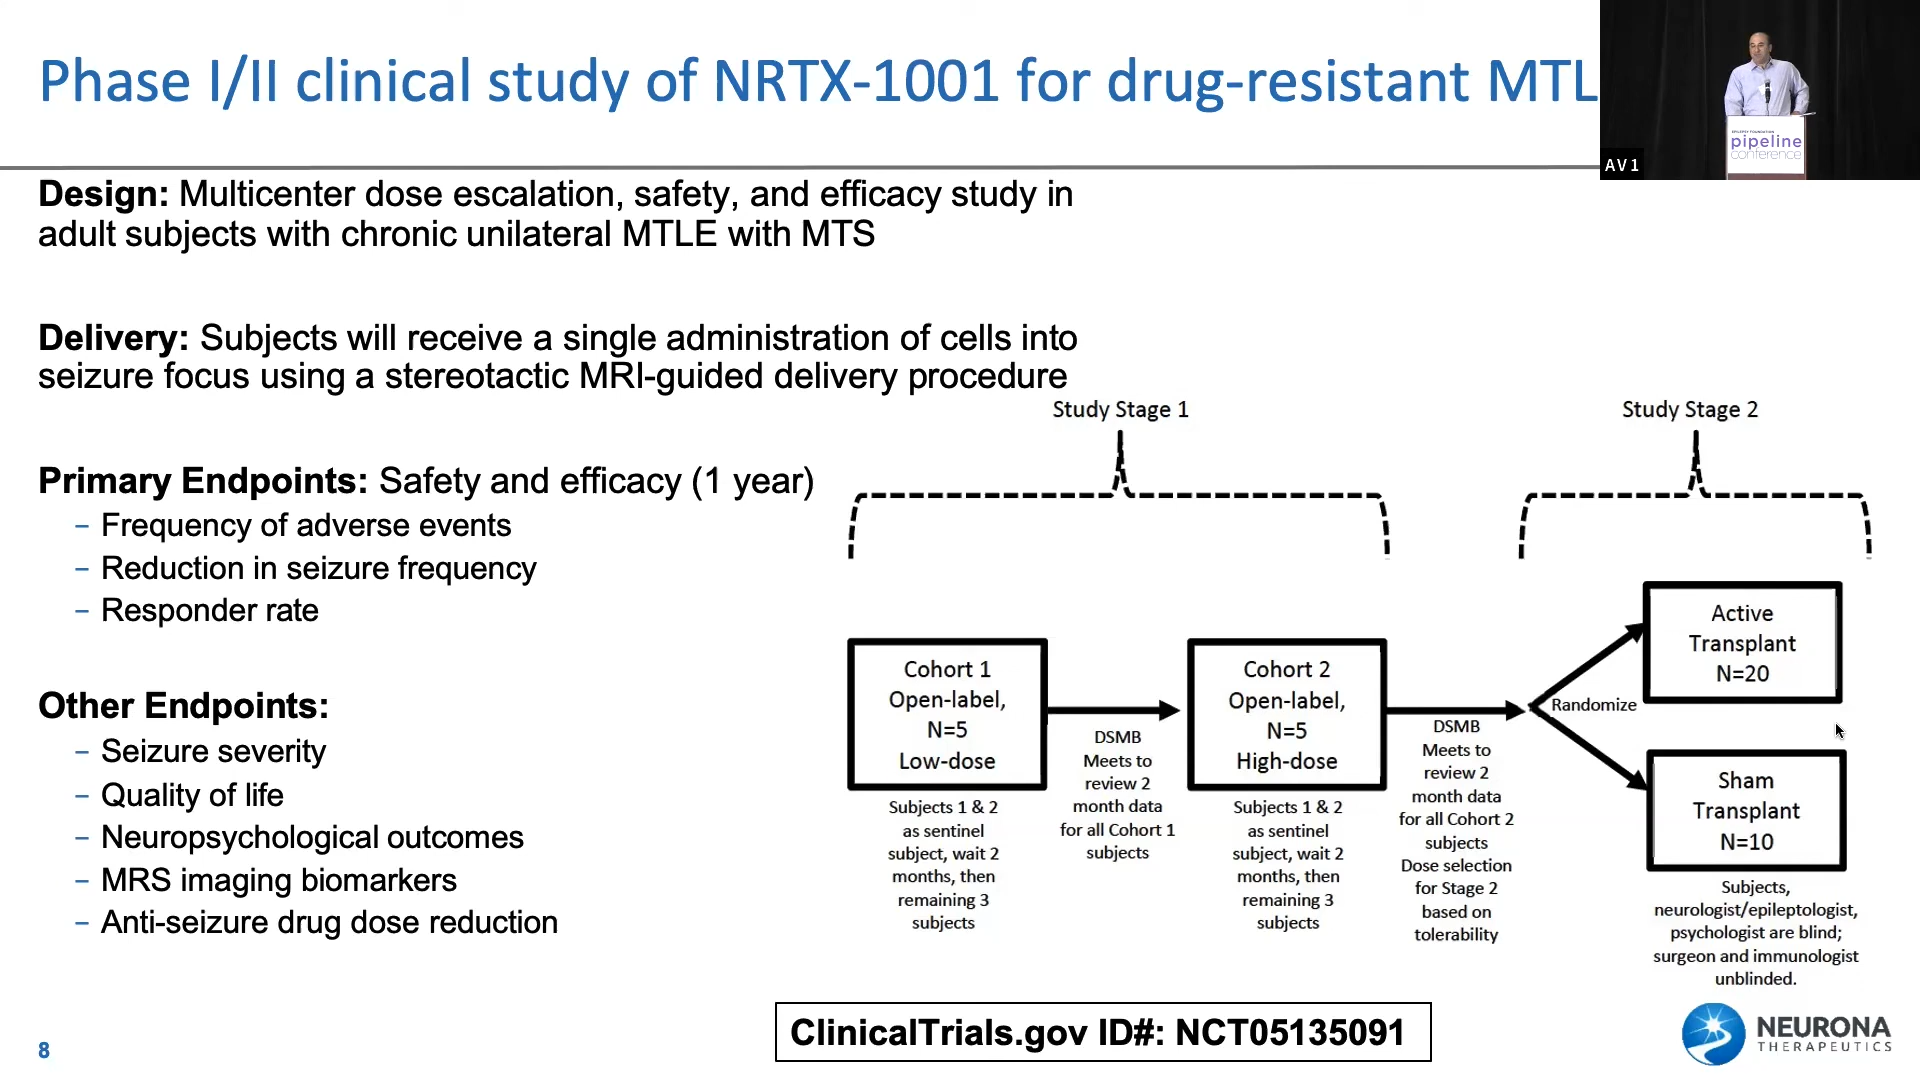 Phase I/II clinical study of NRTX-1001 for drug-resistant MTL
AV1
EPILEPSY FOUNDATION
pipeline
conference
Design: Multicenter dose escalation, safety, and efficacy study in
adult subjects with chronic unilateral MTLE with MTS
Delivery: Subjects will receive a single administration of cells into
seizure focus using a stereotactic MRI-guided delivery procedure
Primary Endpoints: Safety and efficacy (1 year)
– Frequency of adverse events
– Reduction in seizure frequency
– Responder rate
Other Endpoints:
– Seizure severity
– Quality of life
– Neuropsychological outcomes
– MRS imaging biomarkers
– Anti-seizure drug dose reduction
Study Stage 1
Study Stage 2
Cohort 1
Open-label,
N=5
Low-dose
Subjects 1 & 2
as sentinel
subject, wait 2
months, then
remaining 3
subjects
DSMB
Meets to
review 2
month data
for all Cohort 1
subjects
Cohort 2
Open-label,
N=5
High-dose
Subjects 1 & 2
as sentinel
subject, wait 2
months, then
remaining 3
subjects
DSMB
Meets to
review 2
month data
for all Cohort 2
subjects
Dose selection
for Stage 2
based on
tolerability
Randomize
Active
Transplant
N=20
Sham
Transplant
N=10
Subjects,
neurologist/epileptologist,
psychologist are blind;
surgeon and immunologist
unblinded.
ClinicalTrials.gov ID#: NCT05135091
8
NEURONA
THERAPEUTICS